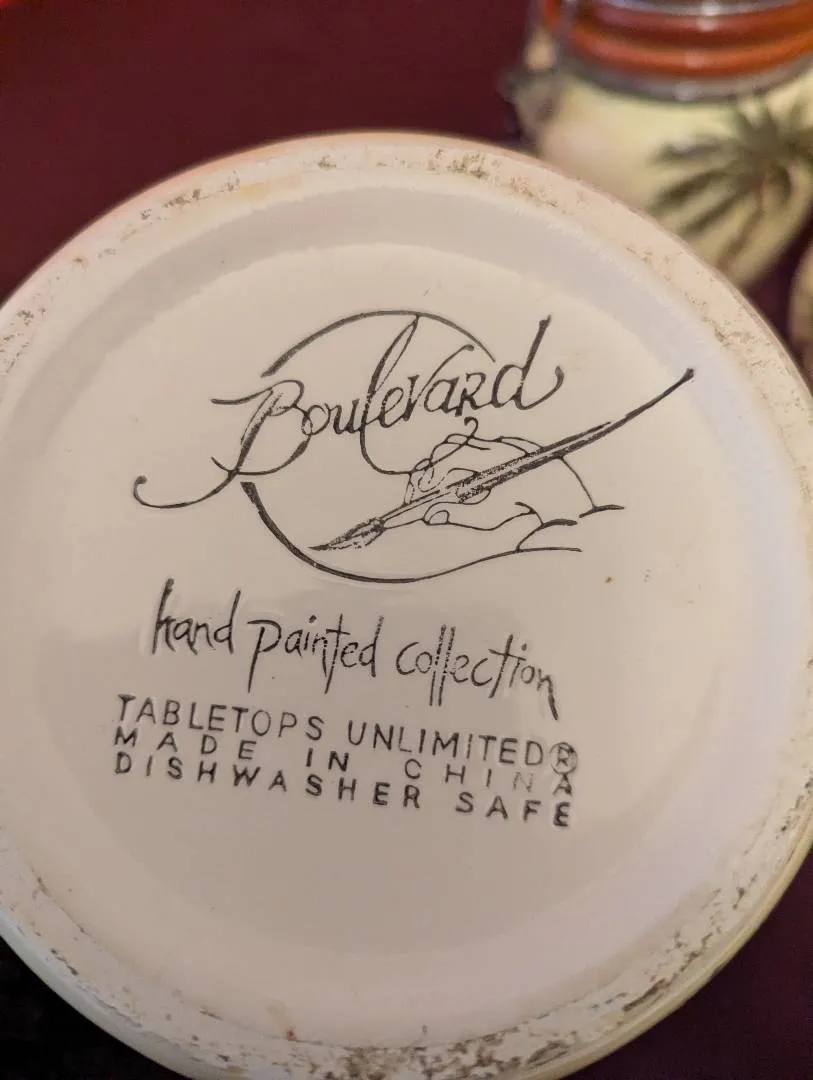 Boulevard
hand painted collection
TABLETOPS UNLIMITED®
MADE IN CHINA
DISHWASHER SAFE